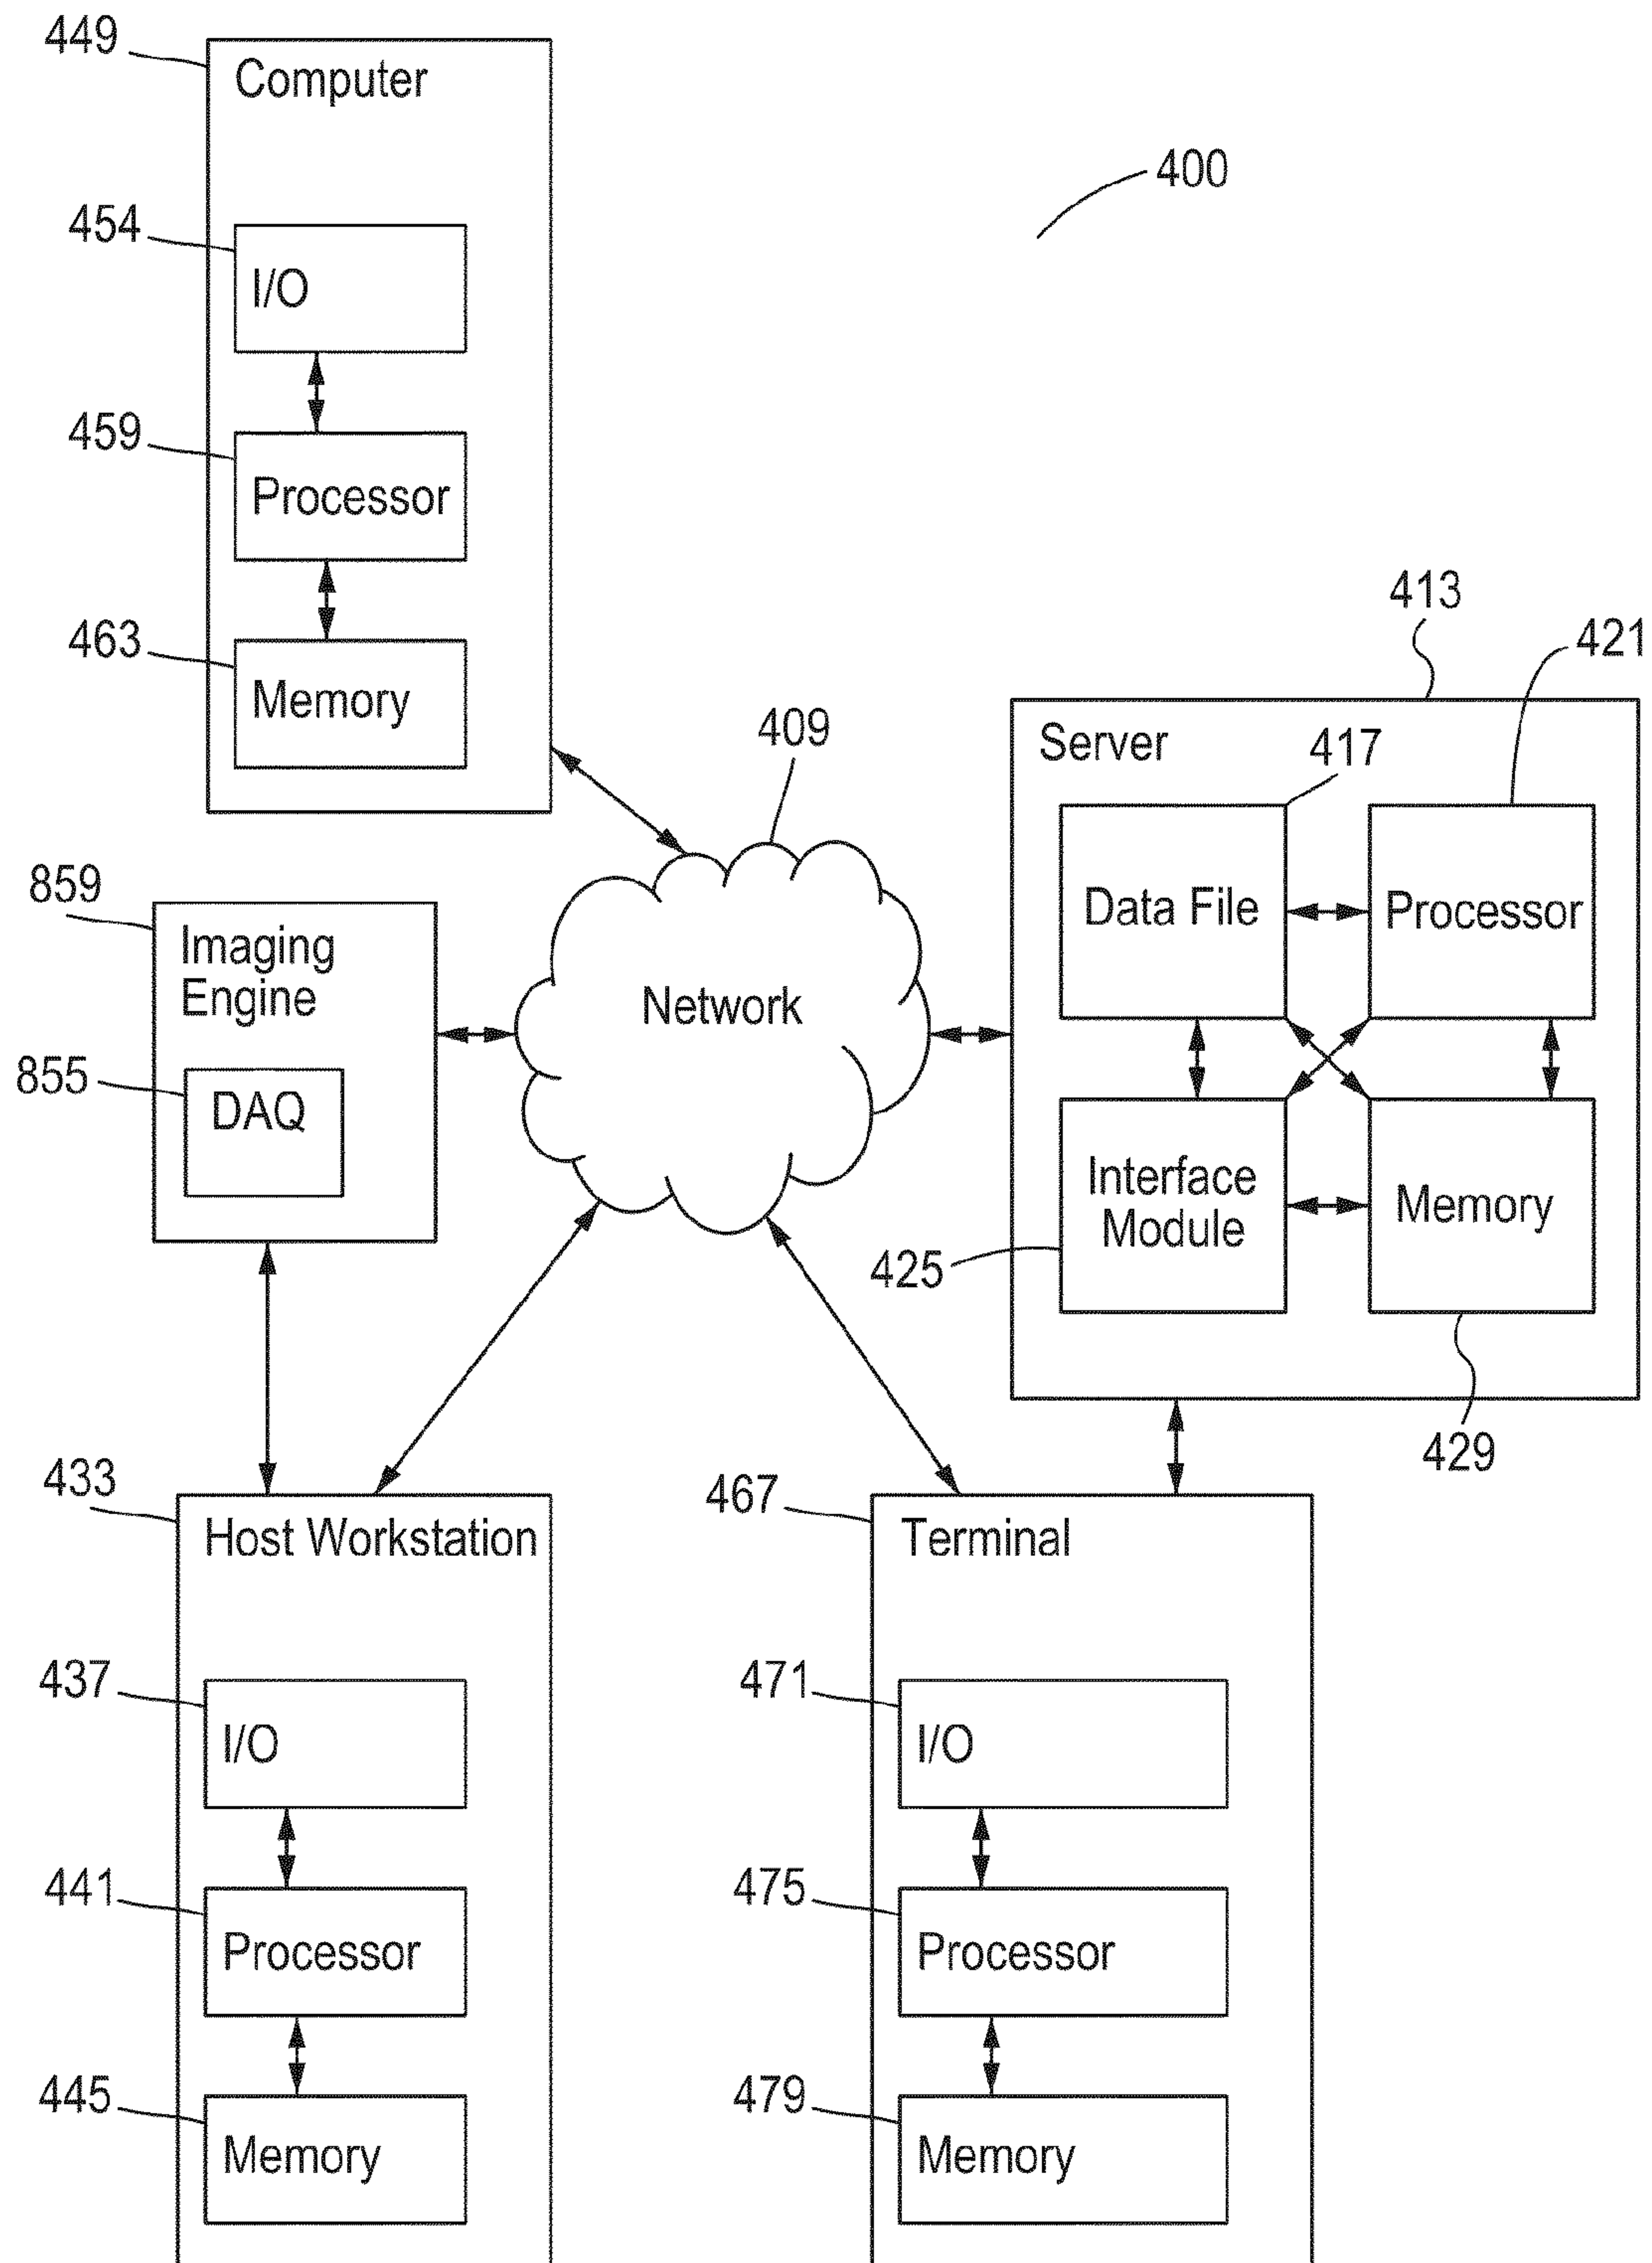 449
Computer
400
454
I/O
459
Processor
413
421
463
Memory
409
Server
417
859
Imaging
Engine
Data File
Processor
Network
855
DAQ
Interface
Module
Memory
425
429
433
Host Workstation
467
Terminal
437
I/O
471
I/O
441
Processor
475
Processor
445
Memory
479
Memory